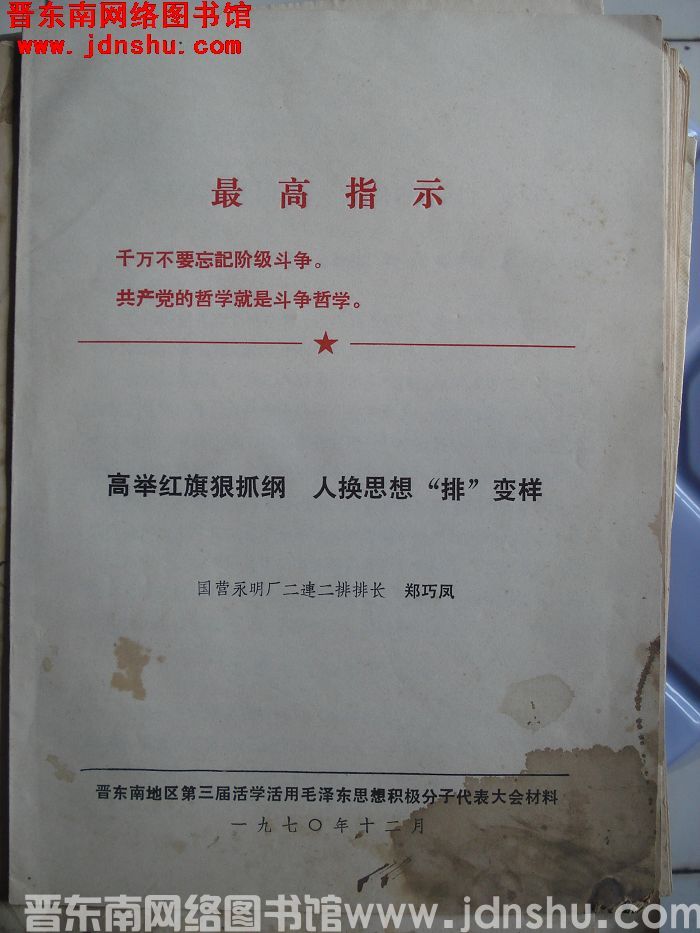 晋东南网络图书馆
www.jdnshu.com
最高指示
千万不要忘記阶级斗争。
共产党的哲学就是斗争哲学。
高举红旗狠抓纲 人换思想“排”变样
国营永明厂二連二排排长 郑巧凤
晋东南地区第三届活学活用毛泽东思想积极分子代表大会材料
一九七〇年十二月
晋东南网络图书馆www.jdnshu.com